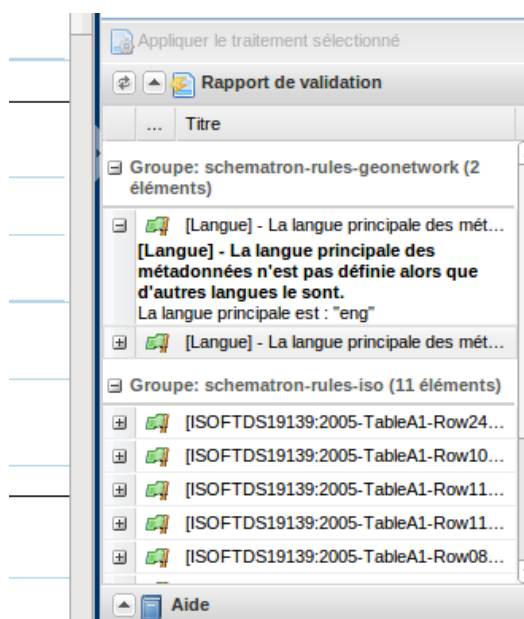 Appliquer le traitement sélectionné
Rapport de validation
... Titre
Groupe: schematron-rules-geonetwork (2
éléments)
[Langue] - La langue principale des mét...
[Langue] - La langue principale des
métadonnées n'est pas définie alors que
d'autres langues le sont.
La langue principale est : "eng"
[Langue] - La langue principale des mét...
Groupe: schematron-rules-iso (11 éléments)
[ISOFTDS19139:2005-TableA1-Row24...
[ISOFTDS19139:2005-TableA1-Row10...
[ISOFTDS19139:2005-TableA1-Row11...
[ISOFTDS19139:2005-TableA1-Row11...
[ISOFTDS19139:2005-TableA1-Row08...
Aide